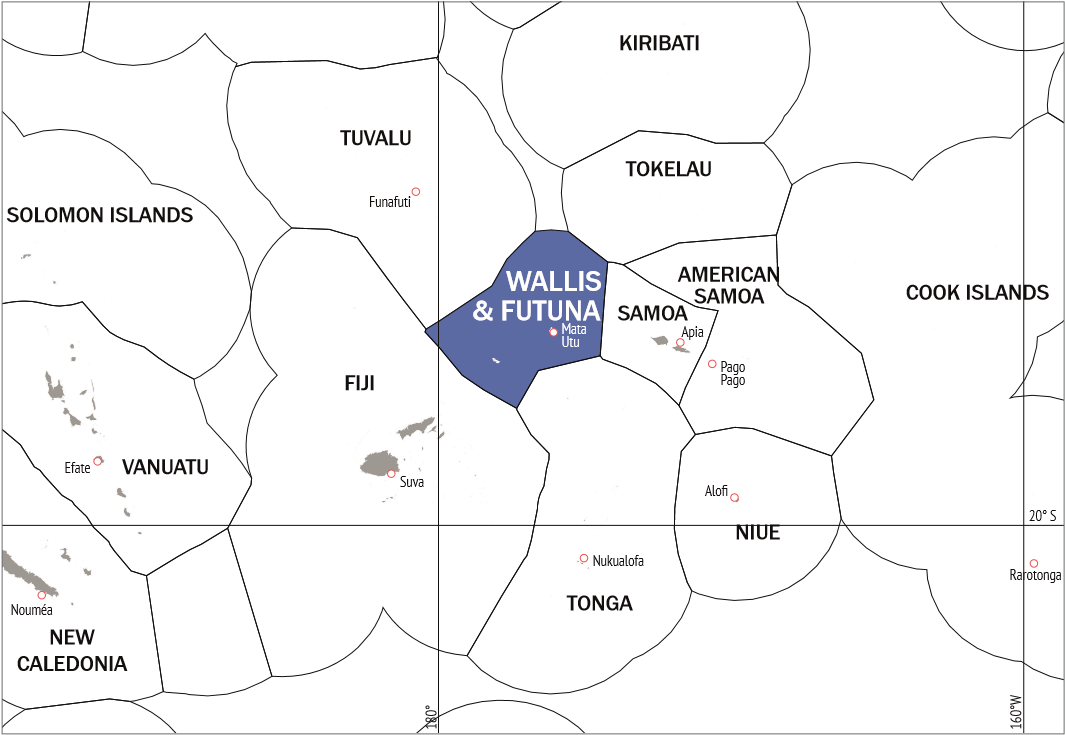 KIRIBATI
TUVALU
TOKELAU
Funafuti
SOLOMON ISLANDS
WALLIS
& FUTUNA
Mata
Utu
AMERICAN
SAMOA
COOK ISLANDS
SAMOA
Apia
Pago
Pago
FIJI
Efate
VANUATU
Suva
Alofi
NIUE
20° S
Nukualofa
Rarotonga
TONGA
Nouméa
NEW
CALEDONIA
180°
160°W